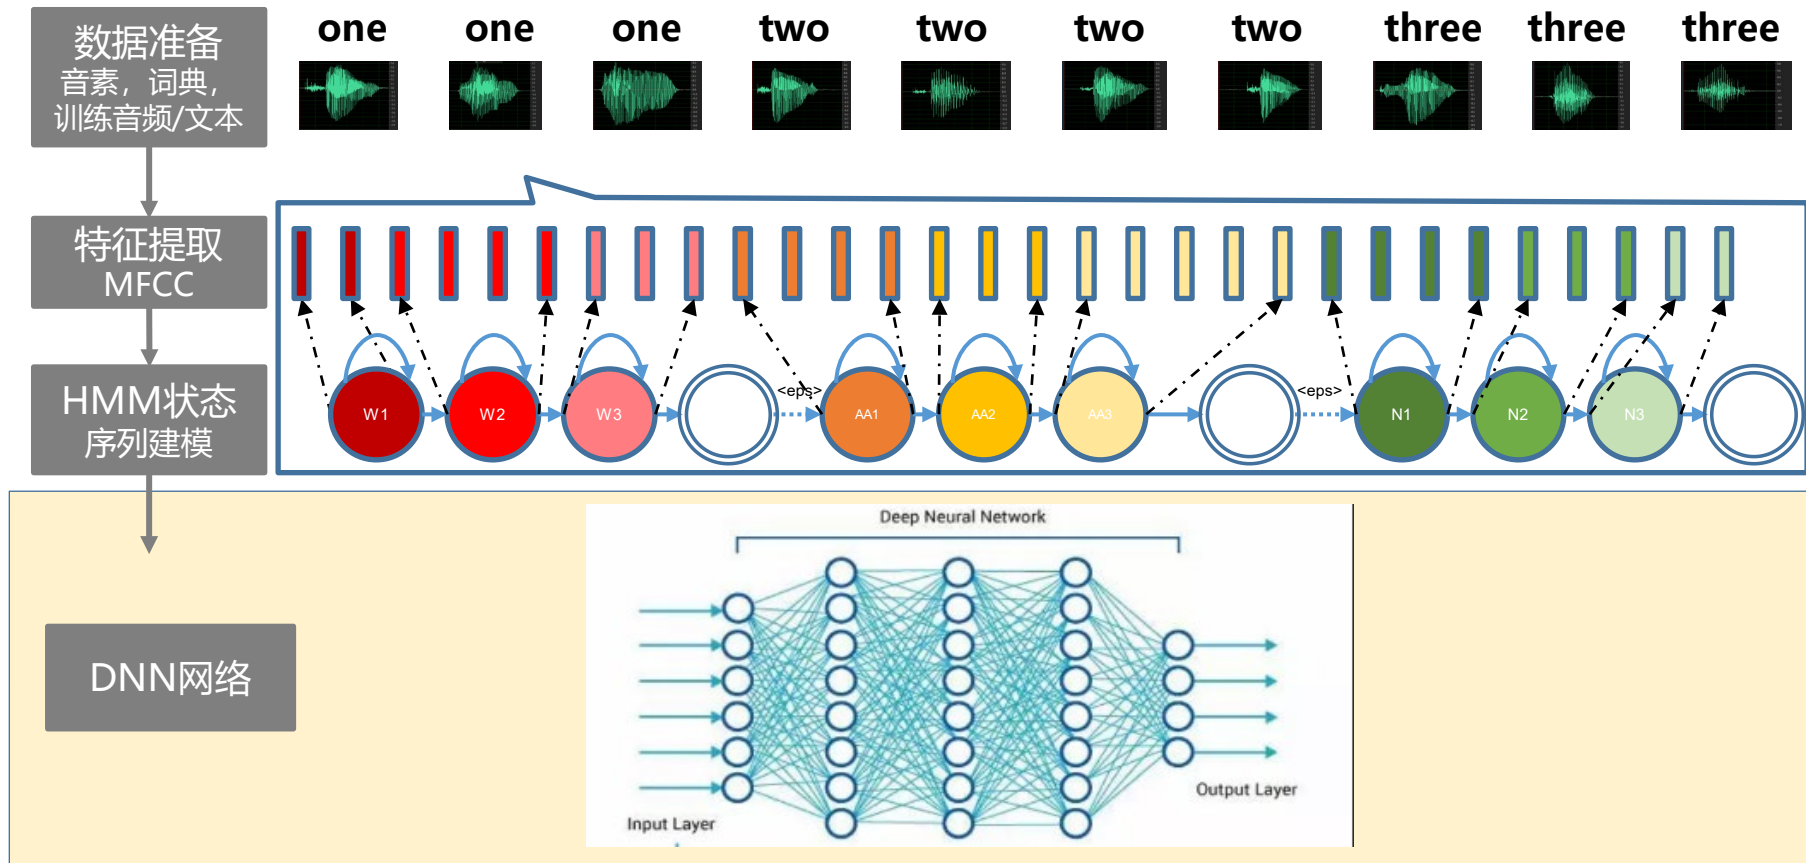 数据准备
音素，词典，
训练音频/文本
one one one two two two two three three three
特征提取
MFCC
HMM状态
序列建模
W1 W2 W3 <eps> AA1 AA2 AA3 <eps> N1 N2 N3
DNN网络
Deep Neural Network
Input Layer
Output Layer